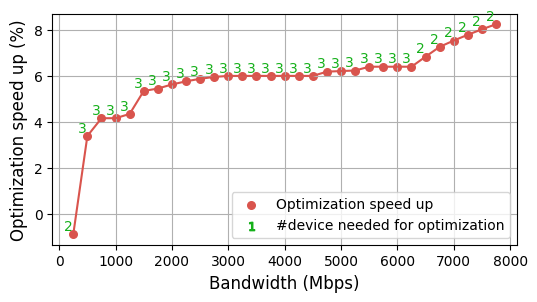 Optimization speed up (%)
8
6
4
2
0
2 3 3 3 3 3 3 3 3 3 3 3 3 3 3 3 3 3 3 3 3 3 3 3 3 2 2 2 2 2 2
Optimization speed up
1 #device needed for optimization
0 1000 2000 3000 4000 5000 6000 7000 8000
Bandwidth (Mbps)